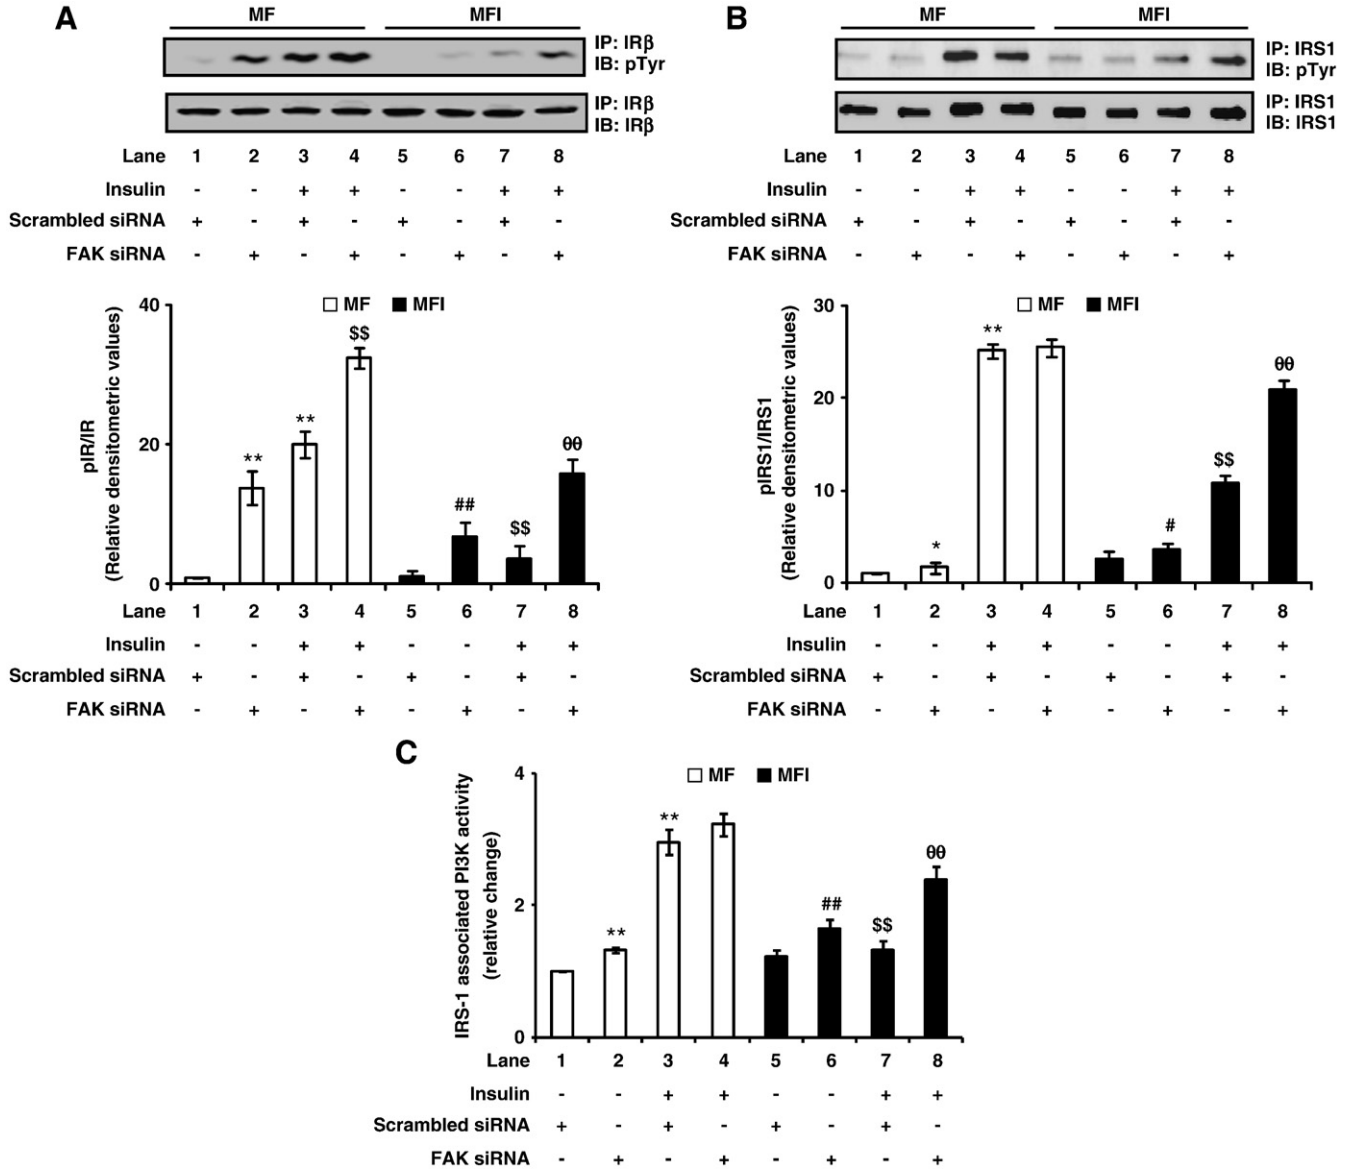 A
MF MFI
IP: IRβ
IB: pTyr
IP: IRβ
IB: IRβ
Lane 1 2 3 4 5 6 7 8
Insulin - - + + - - + +
Scrambled siRNA + - + - + - + -
FAK siRNA - + - + - + - +
MF MFI
pIR/IR
(Relative densitometric values)
40
20
0
** ** $$ ## $$ θθ
Lane 1 2 3 4 5 6 7 8
Insulin - - + + - - + +
Scrambled siRNA + - + - + - + -
FAK siRNA - + - + - + - +
B
MF MFI
IP: IRS1
IB: pTyr
IP: IRS1
IB: IRS1
Lane 1 2 3 4 5 6 7 8
Insulin - - + + - - + +
Scrambled siRNA + - + - + - + -
FAK siRNA - + - + - + - +
MF MFI
pIRS1/IRS1
(Relative densitometric values)
30
20
10
0
* ** # $$ θθ
Lane 1 2 3 4 5 6 7 8
Insulin - - + + - - + +
Scrambled siRNA + - + - + - + -
FAK siRNA - + - + - + - +
C
MF MFI
IRS-1 associated PI3K activity
(relative change)
4
2
0
** ** ## $$ θθ
Lane 1 2 3 4 5 6 7 8
Insulin - - + + - - + +
Scrambled siRNA + - + - + - + -
FAK siRNA - + - + - + - +